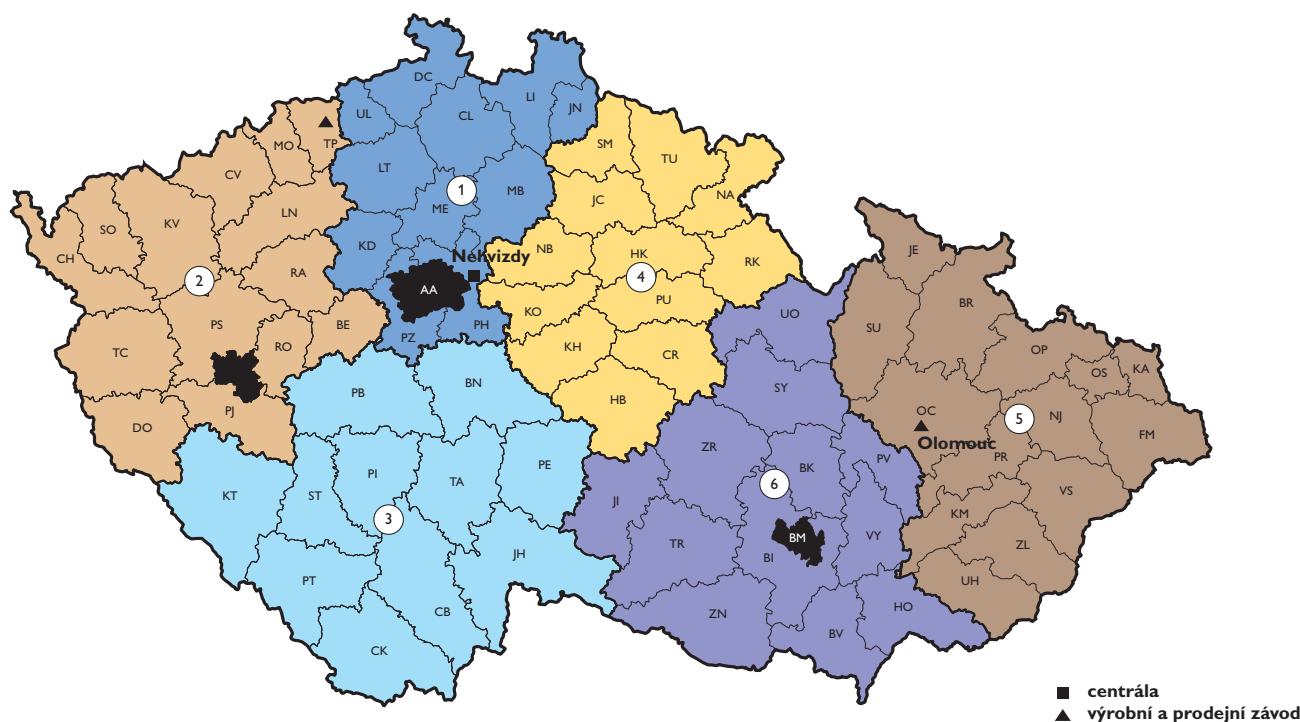 DC
LI
JN
UL
CL
MO
TP
SM
TU
CV
LT
1
MB
NA
JC
SO
KV
LN
ME
CH
KD
NB
HK
RK
JE
Nehvizdy
RA
2
4
BR
AA
PU
KO
UO
SU
PS
BE
PH
PZ
RO
TC
KH
CR
OP
OS
KA
PB
BN
SY
HB
PJ
DO
OC
5
NJ
FM
Olomouc
PI
PE
ZR
PR
KT
ST
TA
BK
PV
6
VS
JI
3
KM
BM
VY
TR
BI
ZL
JH
PT
UH
CB
ZN
HO
BV
CK
centrála
výrobní a prodejní závod